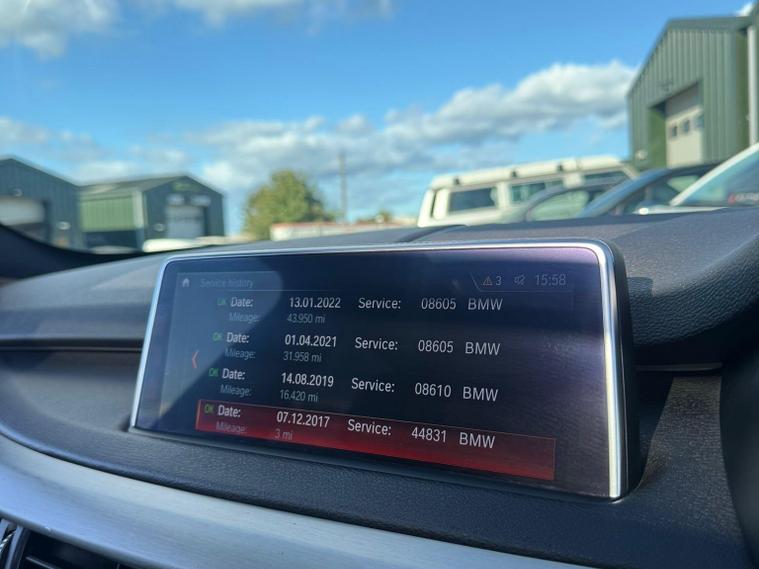 Service history 3 15:58
OK Date: 13.01.2022 Service: 08605 BMW
Mileage: 43.950 mi
OK Date: 01.04.2021 Service: 08605 BMW
Mileage: 31.958 mi
OK Date: 14.08.2019 Service: 08610 BMW
Mileage: 16.420 mi
OK Date: 07.12.2017 Service: 44831 BMW
Mileage: 3 mi